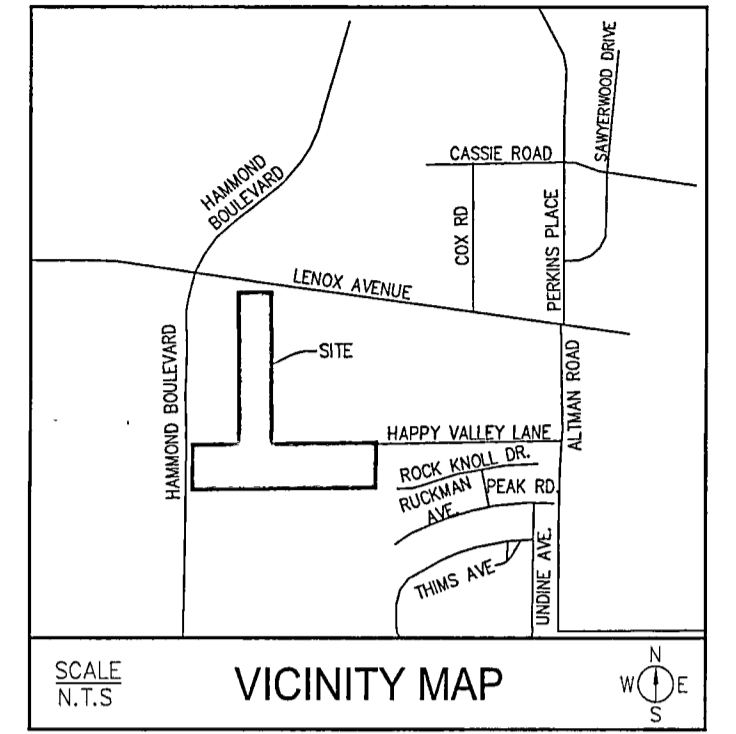 SAWYERWOOD DRIVE
CASSIE ROAD
HAMMOND
BOULEVARD
COX RD
PERKINS PLACE
LENOX AVENUE
SITE
HAMMOND BOULEVARD
ALTMAN ROAD
HAPPY VALLEY LANE
ROCK KNOLL DR.
RUCKMAN
AVE.
PEAK RD.
THIMS AVE
UNDINE AVE.
SCALE
N.T.S
VICINITY MAP
N
W E
S